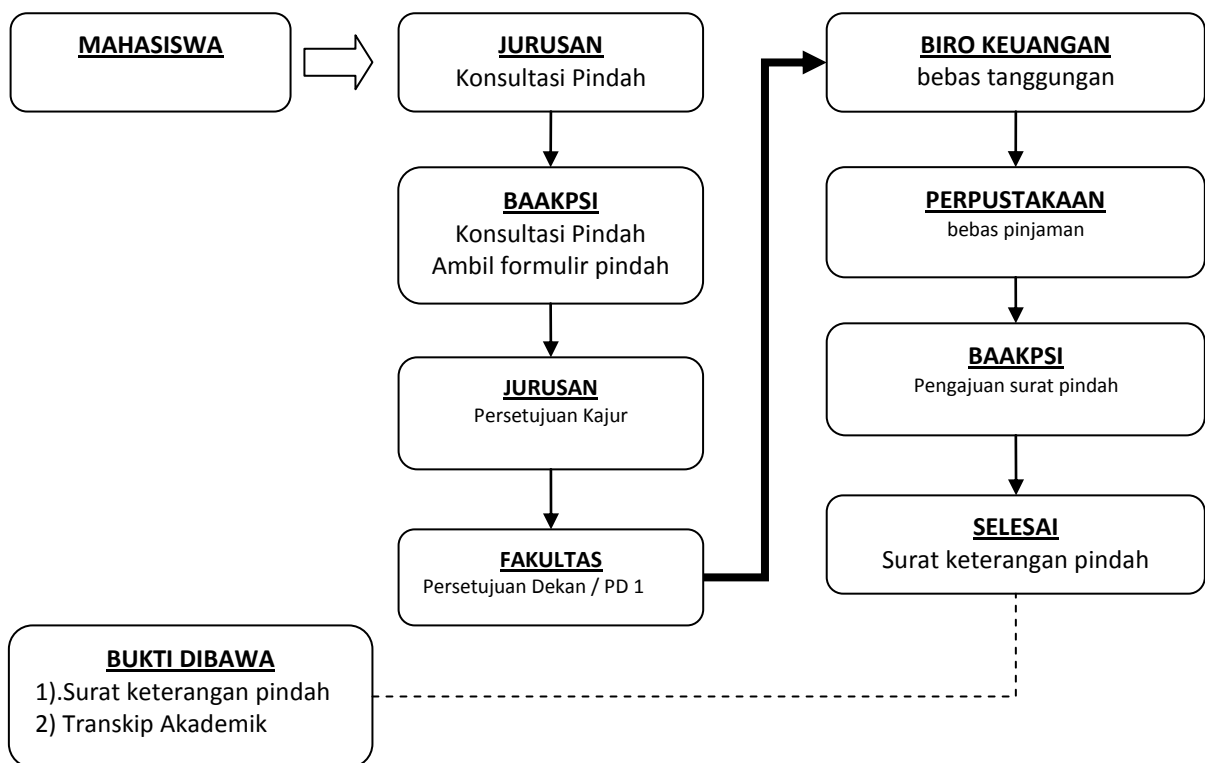 MAHASISWA
JURUSAN
Konsultasi Pindah
BAAKPSI
Konsultasi Pindah
Ambil formulir pindah
JURUSAN
Persetujuan Kajur
FAKULTAS
Persetujuan Dekan / PD 1
BIRO KEUANGAN
bebas tanggungan
PERPUSTAKAAN
bebas pinjaman
BAAKPSI
Pengajuan surat pindah
SELESAI
Surat keterangan pindah
BUKTI DIBAWA
1).Surat keterangan pindah
2) Transkip Akademik